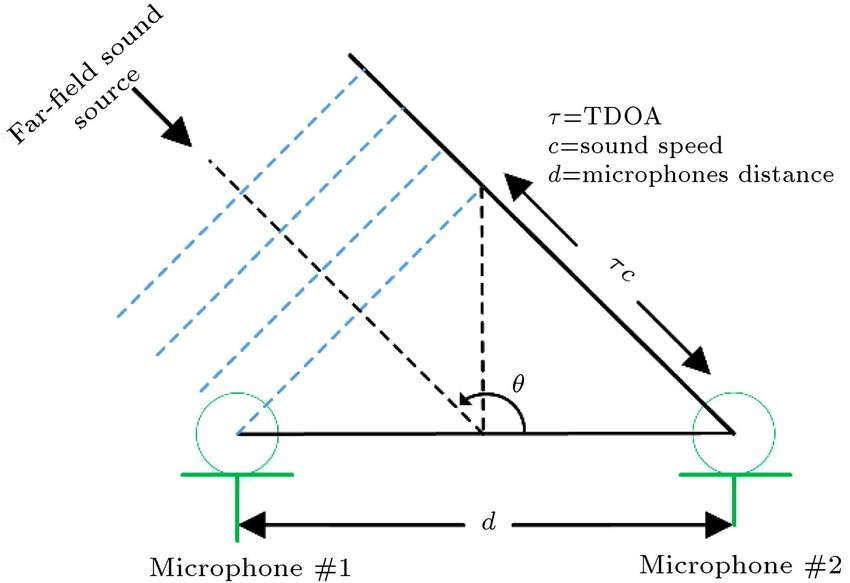 Far-field sound
source
τ=TDOA
c=sound speed
d=microphones distance
τc
θ
d
Microphone #1
Microphone #2